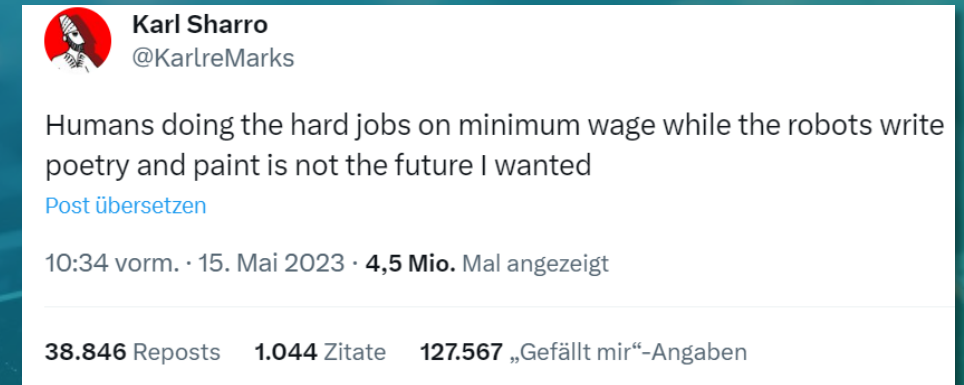 Karl Sharro
@KarlreMarks
Humans doing the hard jobs on minimum wage while the robots write
poetry and paint is not the future I wanted
Post übersetzen
10:34 vorm. · 15. Mai 2023 · 4,5 Mio. Mal angezeigt
38.846 Reposts 1.044 Zitate 127.567 „Gefällt mir“-Angaben